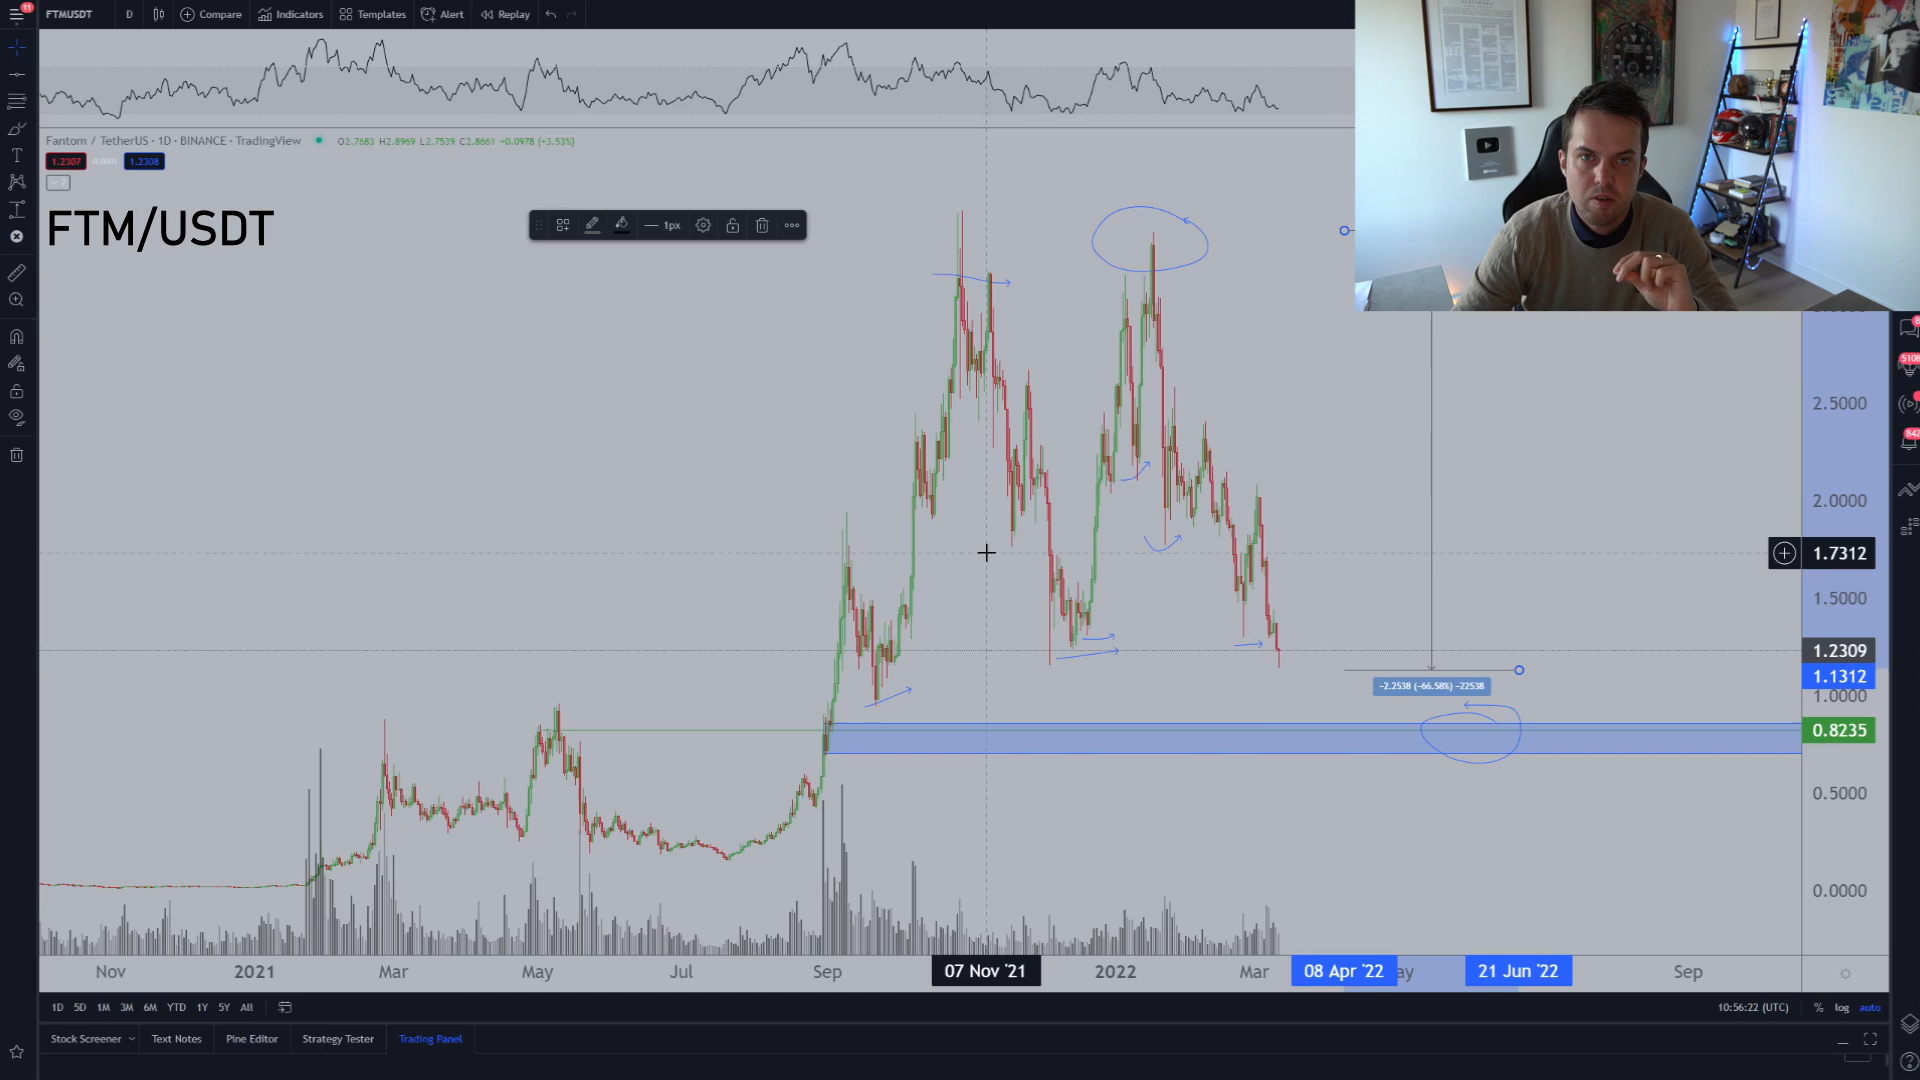 11 FTMUSDT D Compare Indicators Templates Alert Replay
Fantom / TetherUS · 1D · BINANCE · TradingView O2.7683 H2.8969 L2.7539 C2.8661 +0.0978 (+3.53%)
1.2307 1.2308
7
FTM/USDT
1px
2.5000
5108
842
2.0000
1.7312
1.5000
1.2309
1.1312
−2.2538 (−66.58%) −22538
1.0000
0.8235
0.5000
0.0000
Nov 2021 Mar May Jul Sep 07 Nov '21 2022 Mar 08 Apr '22 ay 21 Jun '22 Sep
1D 5D 1M 3M 6M YTD 1Y 5Y All 10:56:22 (UTC) % log auto
Stock Screener Text Notes Pine Editor Strategy Tester Trading Panel